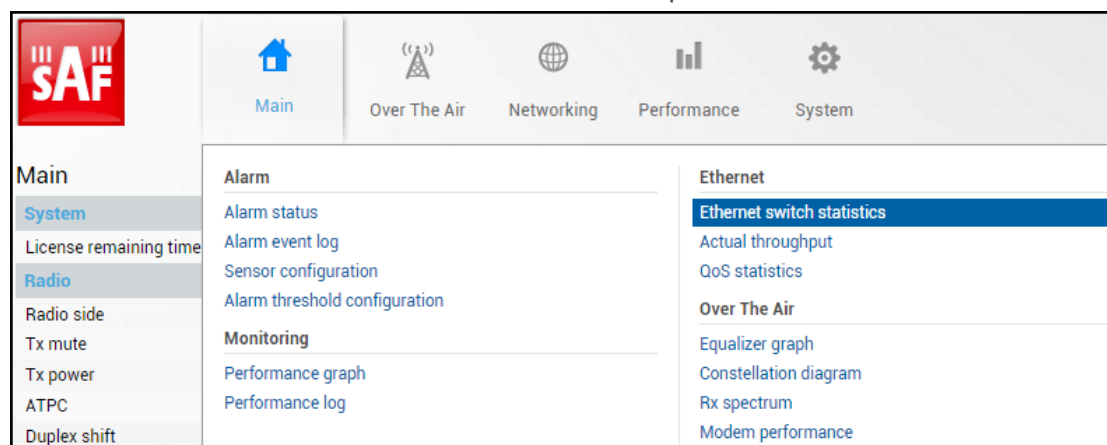 SAF
Main
Over The Air
Networking
Performance
System
Main
System
License remaining time
Radio
Radio side
Tx mute
Tx power
ATPC
Duplex shift
Alarm
Alarm status
Alarm event log
Sensor configuration
Alarm threshold configuration
Monitoring
Performance graph
Performance log
Ethernet
Ethernet switch statistics
Actual throughput
QoS statistics
Over The Air
Equalizer graph
Constellation diagram
Rx spectrum
Modem performance